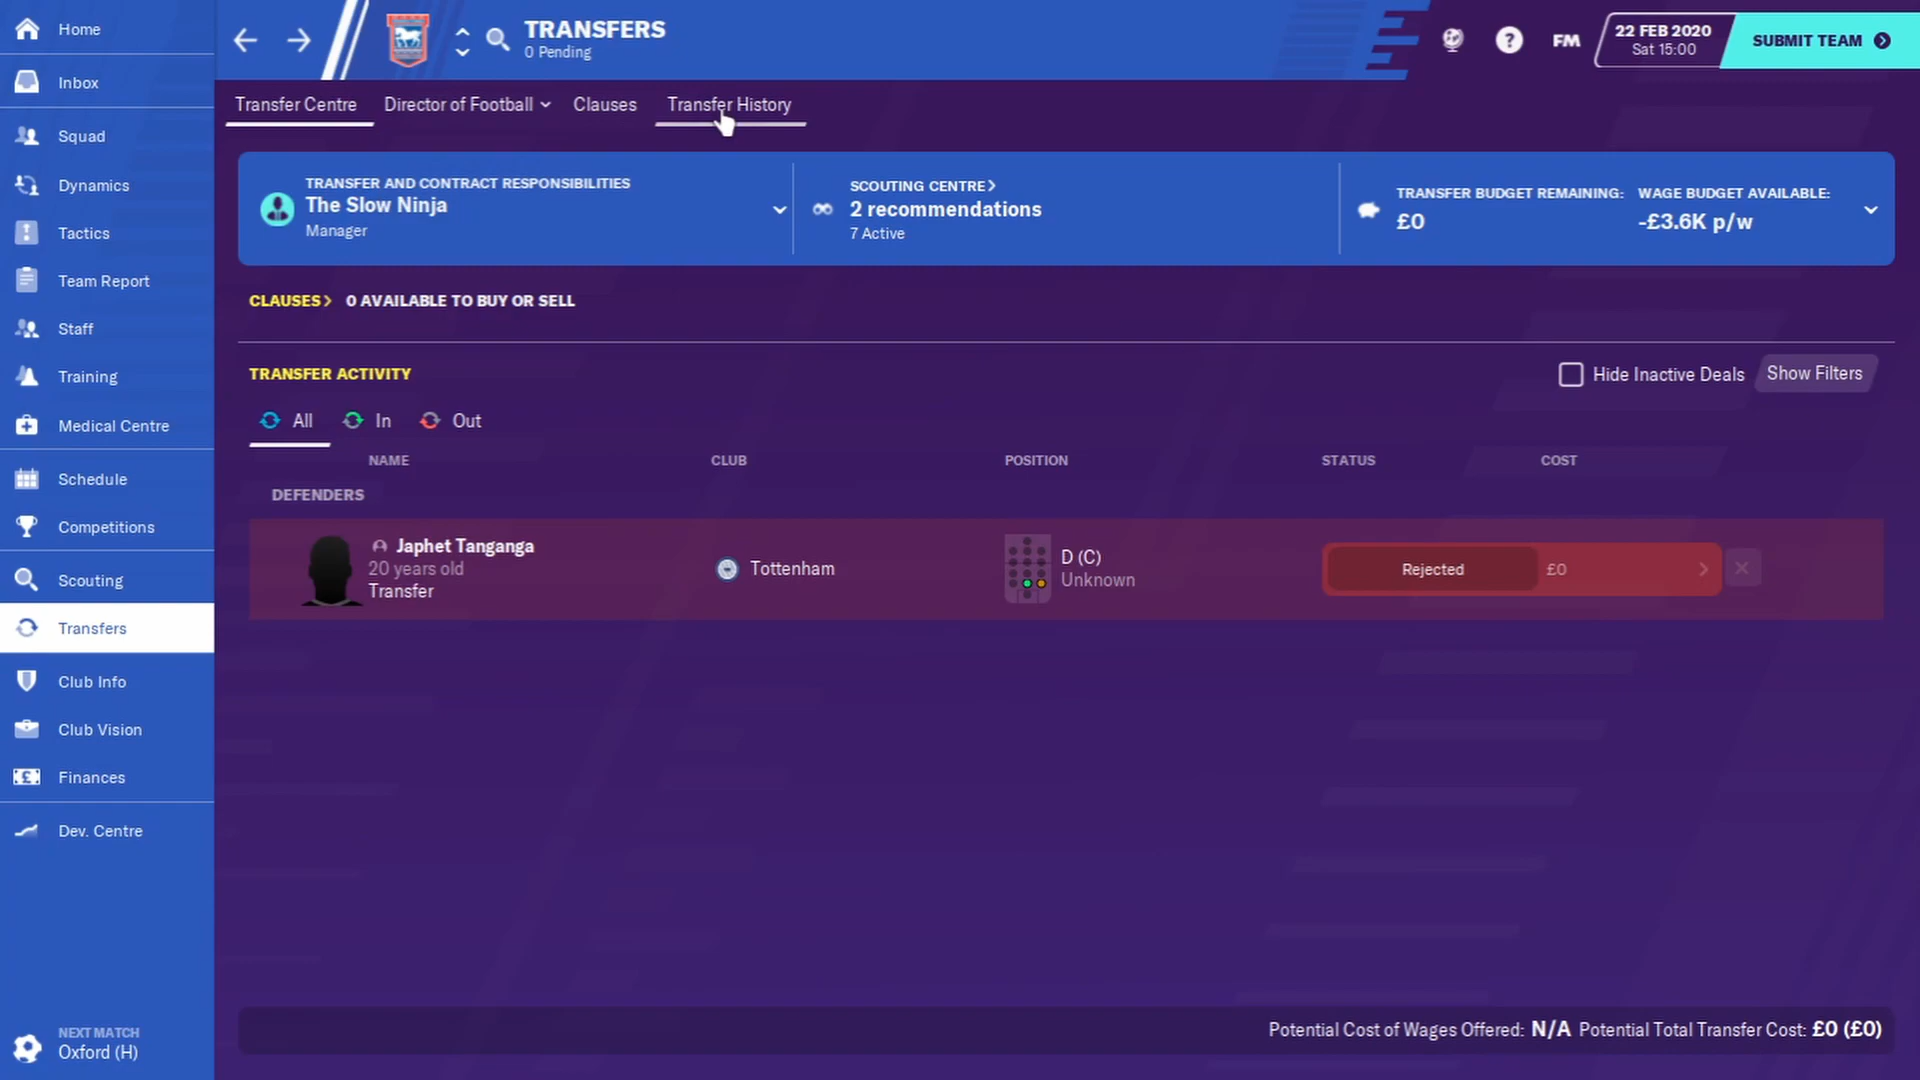 Home
Inbox
Squad
Dynamics
Tactics
Team Report
Staff
Training
Medical Centre
Schedule
Competitions
Scouting
Transfers
Club Info
Club Vision
Finances
Dev. Centre
NEXT MATCH
Oxford (H)
TRANSFERS
0 Pending
FM
22 FEB 2020
Sat 15:00
SUBMIT TEAM
Transfer Centre Director of Football Clauses Transfer History
TRANSFER AND CONTRACT RESPONSIBILITIES
The Slow Ninja
Manager
SCOUTING CENTRE
2 recommendations
7 Active
TRANSFER BUDGET REMAINING: WAGE BUDGET AVAILABLE:
£0 -£3.6K p/w
CLAUSES 0 AVAILABLE TO BUY OR SELL
TRANSFER ACTIVITY
Hide Inactive Deals Show Filters
All In Out
NAME CLUB POSITION STATUS COST
DEFENDERS
Japhet Tanganga
20 years old
Transfer
Tottenham
D (C)
Unknown
Rejected £0
Potential Cost of Wages Offered: N/A Potential Total Transfer Cost: £0 (£0)